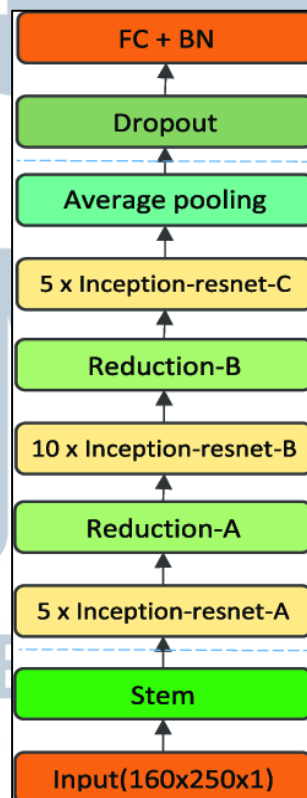 FC + BN
Dropout
Average pooling
5 x Inception-resnet-C
Reduction-B
10 x Inception-resnet-B
Reduction-A
5 x Inception-resnet-A
Stem
Input(160x250x1)